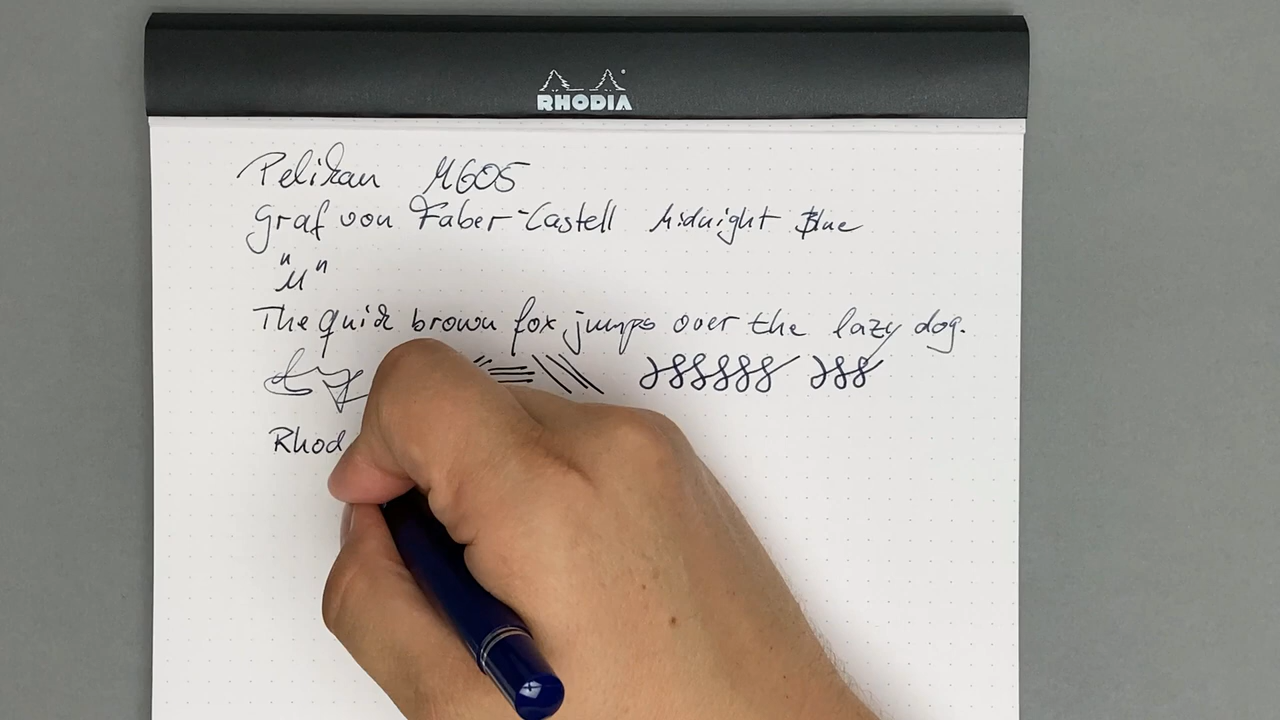 RHODIA
Pelikan M605
Graf von Faber-Castell Midnight Blue
"M"
The quick brown fox jumps over the lazy dog.
Rhod